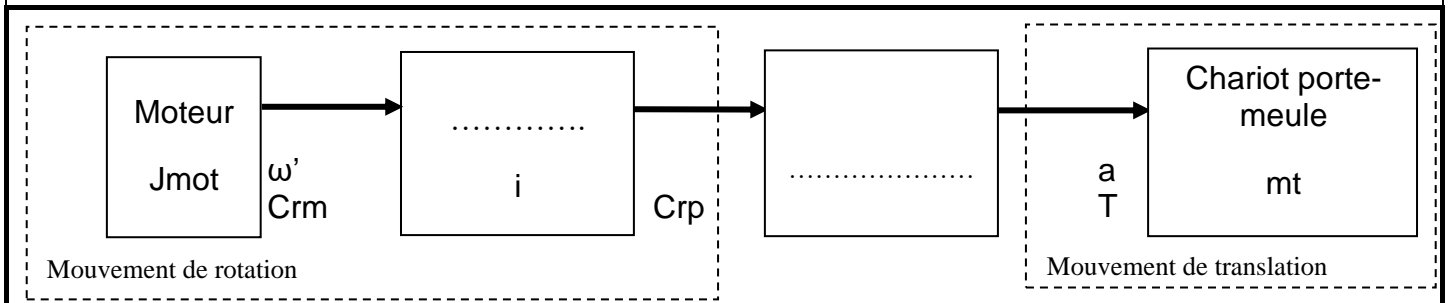 Moteur
Jmot
ω’
Crm
………….
i
Crp
…………………
a
T
Chariot porte-
meule
mt
Mouvement de rotation
Mouvement de translation